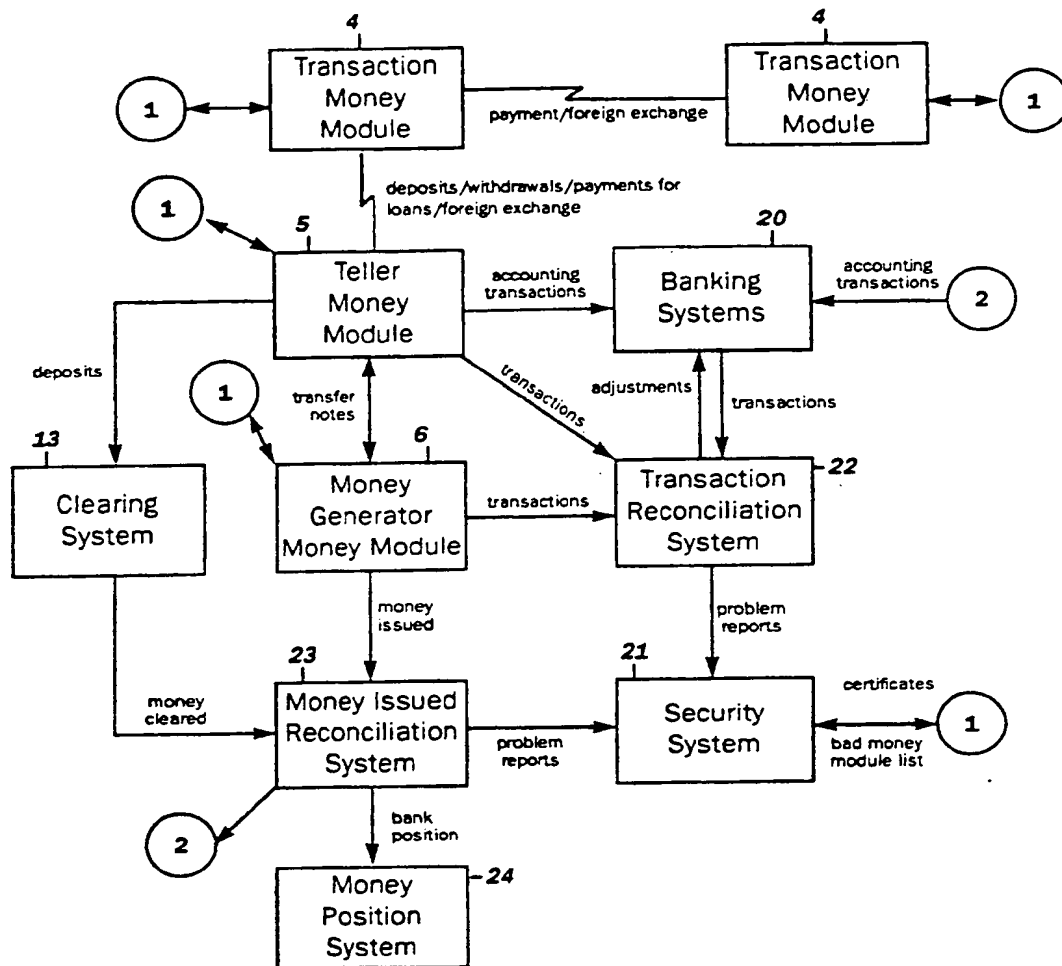 4
4
Transaction
Money
Module
Transaction
Money
Module
1
1
payment/foreign exchange
deposits/withdrawals/payments for
loans/foreign exchange
1
5
20
Teller
Money
Module
accounting
transactions
Banking
Systems
accounting
transactions
2
deposits
1
transfer
notes
transactions
adjustments
transactions
13
6
22
Clearing
System
Money
Generator
Money Module
transactions
Transaction
Reconciliation
System
money
issued
problem
reports
23
21
money
cleared
Money Issued
Reconciliation
System
problem
reports
Security
System
certificates
1
bad money
module list
2
bank
position
24
Money
Position
System